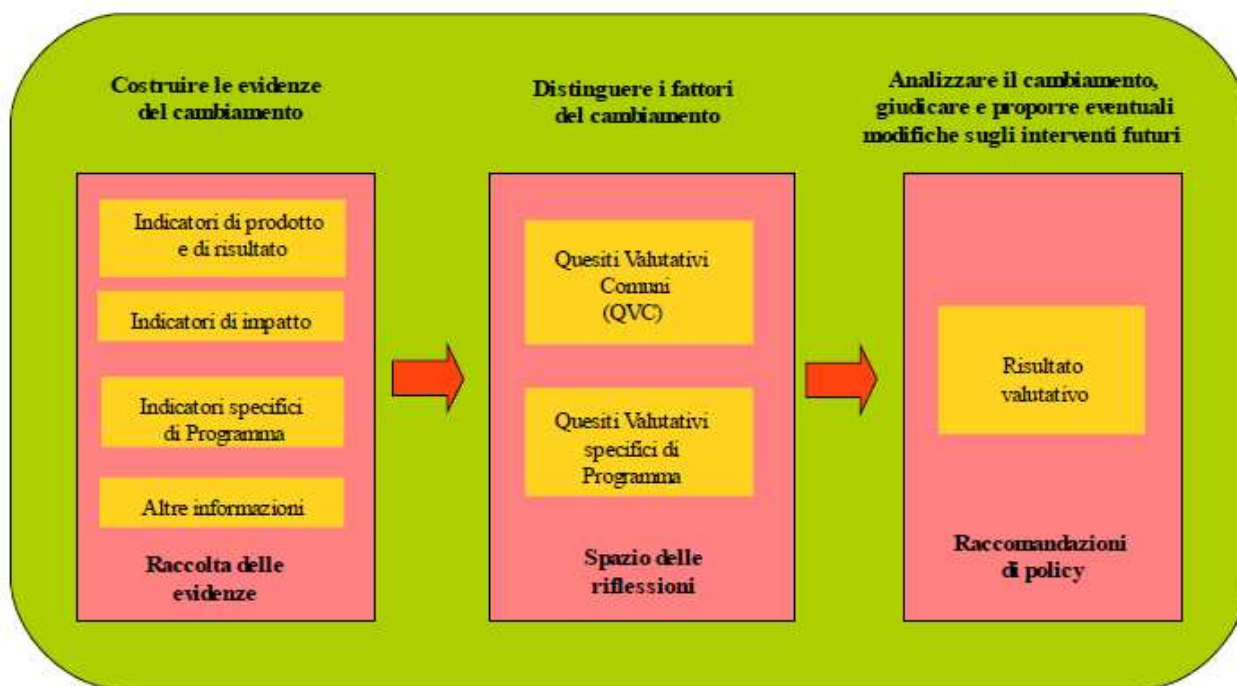 Costruire le evidenze
del cambiamento
Indicatori di prodotto
e di risultato
Indicatori di impatto
Indicatori specifici
di Programma
Altre informazioni
Raccolta delle
evidenze
Distinguere i fattori
del cambiamento
Quesiti Valutativi
Comuni
(QVC)
Quesiti Valutativi
specifici di
Programma
Spazio delle
riflessioni
Analizzare il cambiamento,
giudicare e proporre eventuali
modifiche sugli interventi futuri
Risultato
valutativo
Raccomandazioni
di policy